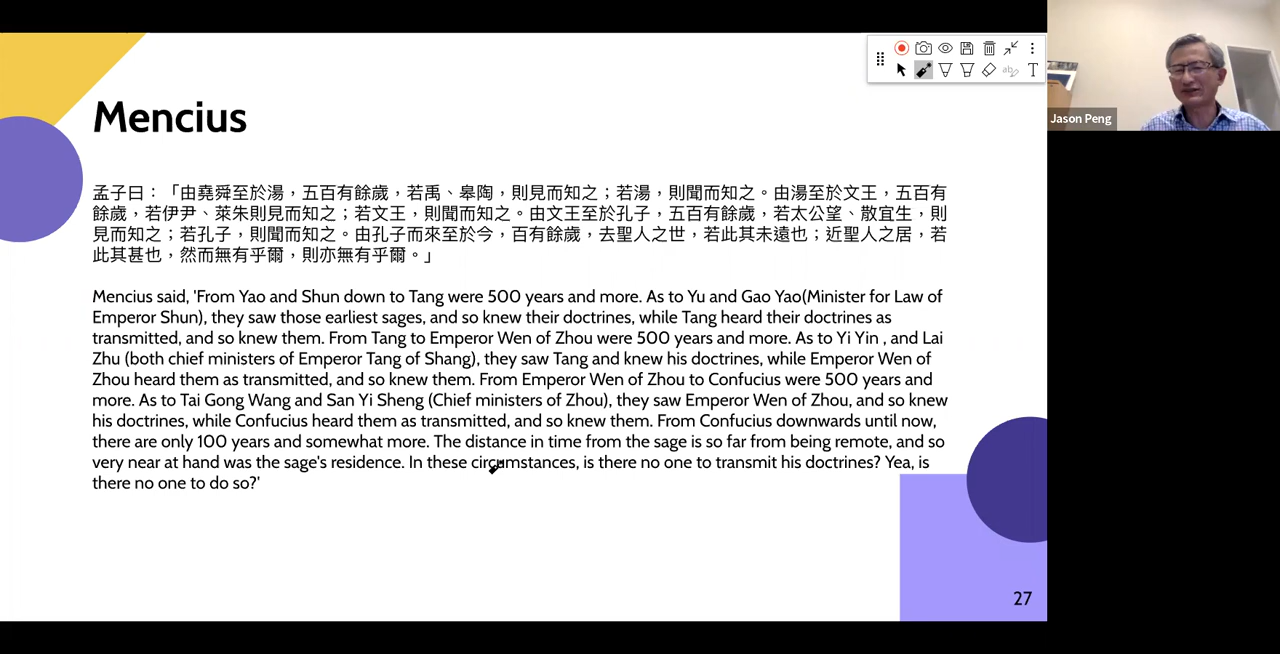 Mencius
孟子曰：「由堯舜至於湯，五百有餘歲，若禹、皋陶，則見而知之；若湯，則聞而知之。由湯至於文王，五百有
餘歲，若伊尹、萊朱則見而知之；若文王，則聞而知之。由文王至於孔子，五百有餘歲，若太公望、散宜生，則
見而知之；若孔子，則聞而知之。由孔子而來至於今，百有餘歲，去聖人之世，若此其未遠也；近聖人之居，若
此其甚也，然而無有乎爾，則亦無有乎爾。」
Mencius said, 'From Yao and Shun down to Tang were 500 years and more. As to Yu and Gao Yao(Minister for Law of
Emperor Shun), they saw those earliest sages, and so knew their doctrines, while Tang heard their doctrines as
transmitted, and so knew them. From Tang to Emperor Wen of Zhou were 500 years and more. As to Yi Yin , and Lai
Zhu (both chief ministers of Emperor Tang of Shang), they saw Tang and knew his doctrines, while Emperor Wen of
Zhou heard them as transmitted, and so knew them. From Emperor Wen of Zhou to Confucius were 500 years and
more. As to Tai Gong Wang and San Yi Sheng (Chief ministers of Zhou), they saw Emperor Wen of Zhou, and so knew
his doctrines, while Confucius heard them as transmitted, and so knew them. From Confucius downwards until now,
there are only 100 years and somewhat more. The distance in time from the sage is so far from being remote, and so
very near at hand was the sage's residence. In these circumstances, is there no one to transmit his doctrines? Yea, is
there no one to do so?'
27
ab
T
Jason Peng